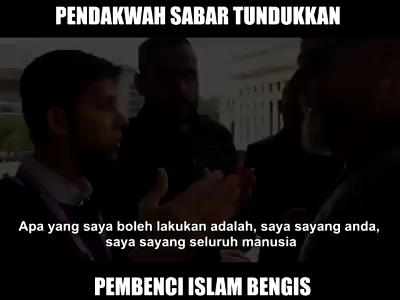 PENDAKWAH SABAR TUNDUKKAN
Apa yang saya boleh lakukan adalah, saya sayang anda,
saya sayang seluruh manusia
PEMBENCI ISLAM BENGIS